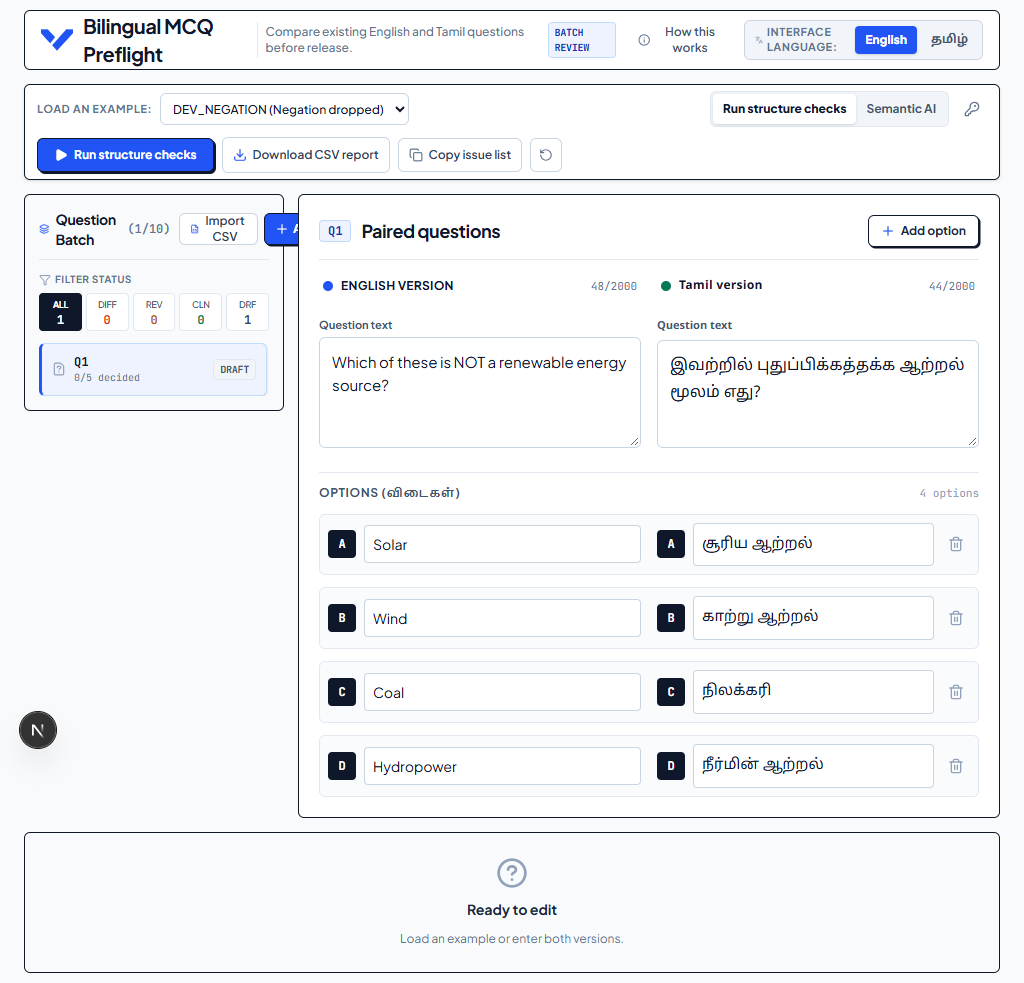 Bilingual MCQ
Preflight
Compare existing English and Tamil questions
before release.
BATCH
REVIEW
How this
works
INTERFACE
LANGUAGE:
English
தமிழ்
LOAD AN EXAMPLE:
DEV_NEGATION (Negation dropped)
Run structure checks
Semantic AI
Run structure checks
Download CSV report
Copy issue list
Question
Batch
(1/10)
Import
CSV
+ A
FILTER STATUS
ALL
1
DIFF
0
REV
0
CLN
0
DRF
1
Q1
0/5 decided
DRAFT
Q1
Paired questions
+ Add option
ENGLISH VERSION
48/2000
Tamil version
44/2000
Question text
Question text
Which of these is NOT a renewable energy
source?
இவற்றில் புதுப்பிக்கத்தக்க ஆற்றல்
மூலம் எது?
OPTIONS (விடைகள்)
4 options
A
Solar
A
சூரிய ஆற்றல்
B
Wind
B
காற்று ஆற்றல்
C
Coal
C
நிலக்கரி
D
Hydropower
D
நீர்மின் ஆற்றல்
N
Ready to edit
Load an example or enter both versions.